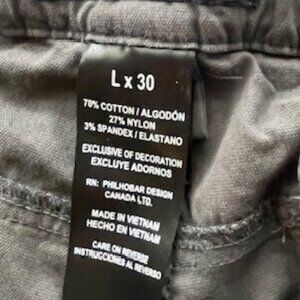 L x 30
70% COTTON / ALGODÓN
27% NYLON
3% SPANDEX / ELASTANO
EXCLUSIVE OF DECORATION
EXCLUYE ADORNOS
RN: PHILHOBAR DESIGN
CANADA LTD.
MADE IN VIETNAM
HECHO EN VIETNAM
CARE ON REVERSE
INSTRUCCIONES AL REVERSO